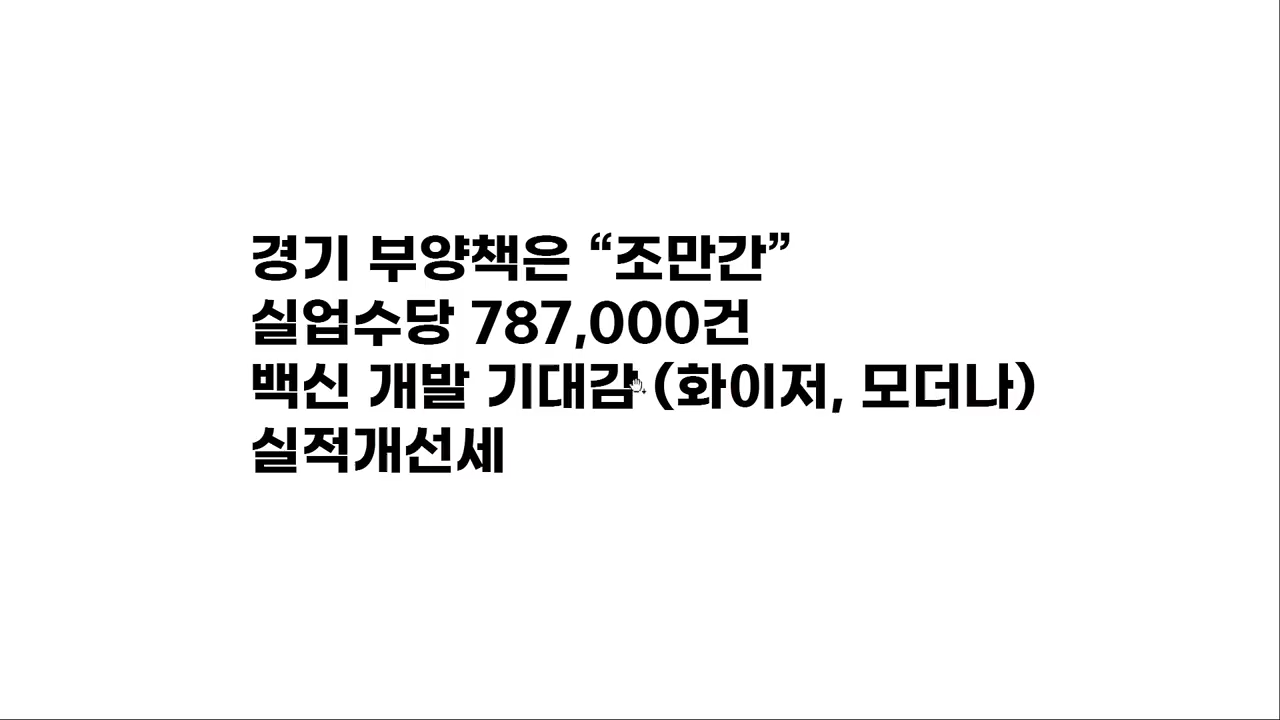 경기 부양책은 “조만간”
실업수당 787,000건
백신 개발 기대감 (화이저, 모더나)
실적개선세